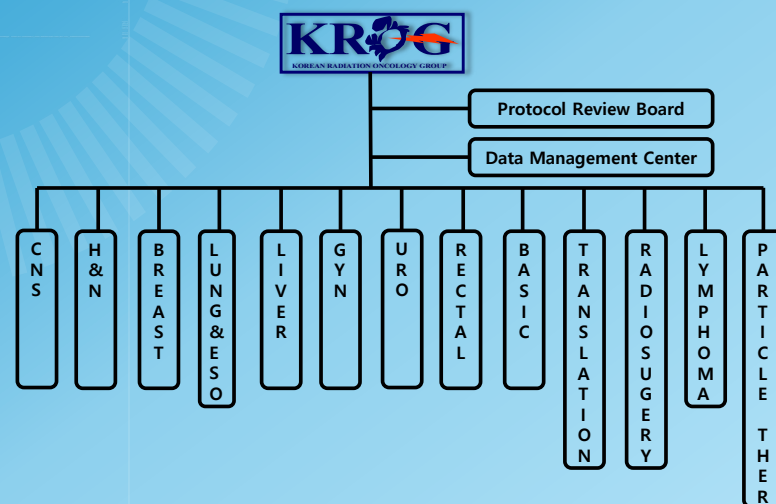 KROG
KOREAN RADIATION ONCOLOGY GROUP
Protocol Review Board
Data Management Center
CNS
H&N
BREAST
LUNG&ESO
LIVER
GYN
URO
RECTAL
BASIC
TRANSLATION
RADIOSUGERY
LYMPHOMA
PARTICLE THER